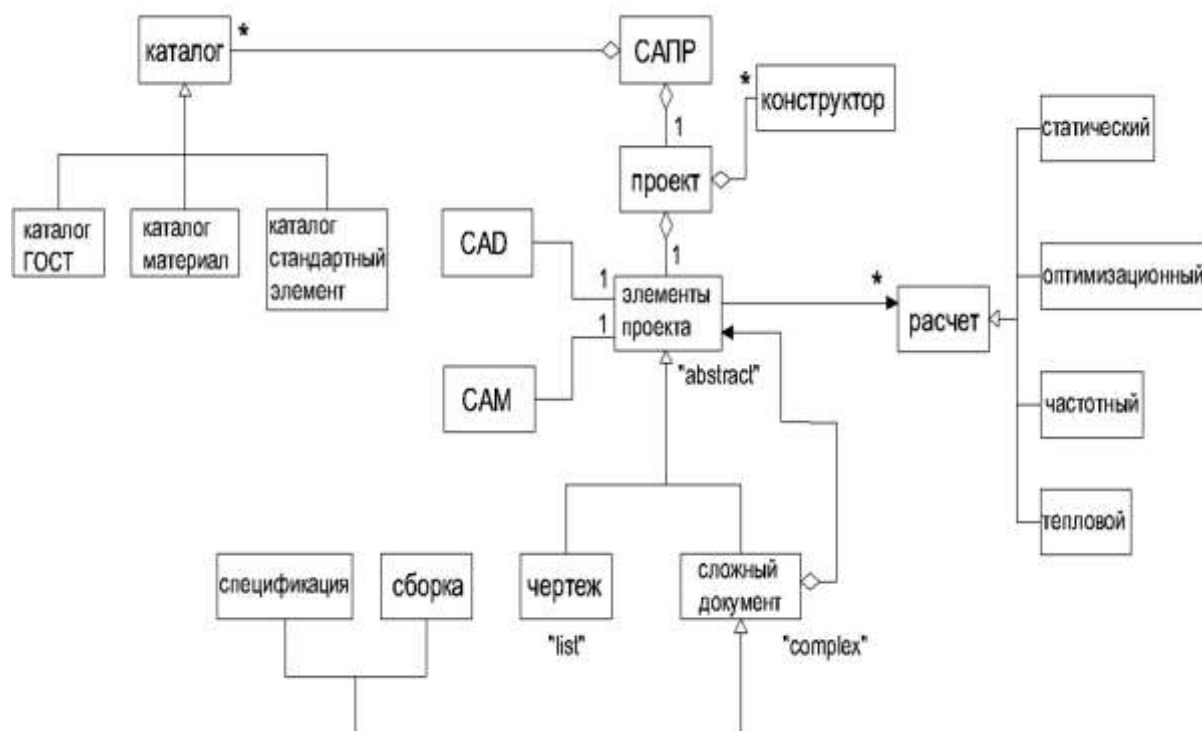 каталог
*
САПР
1
*
конструктор
проект
1
статический
каталог
ГОСТ
каталог
материал
каталог
стандартный
элемент
CAD
1
элементы
проекта
1
CAM
"abstract"
*
расчет
оптимизационный
частотный
тепловой
спецификация
сборка
чертеж
"list"
сложный
документ
"complex"